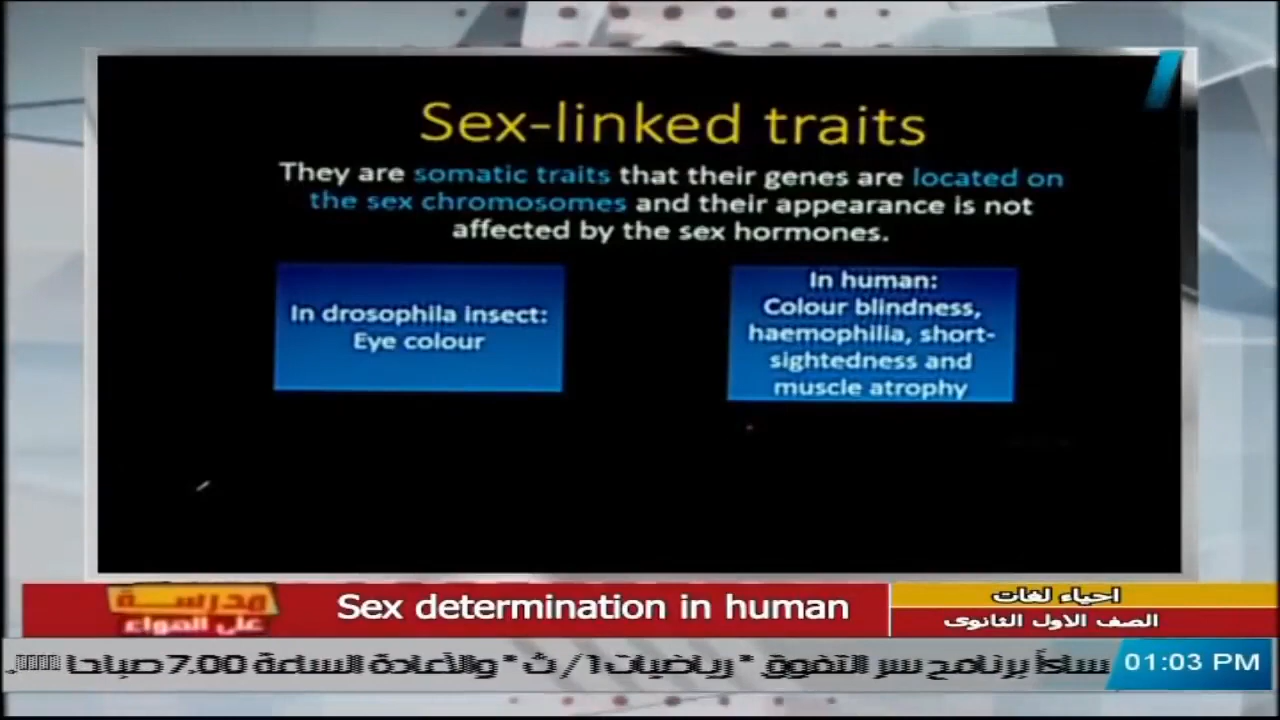 Sex-linked traits
They are somatic traits that their genes are located on
the sex chromosomes and their appearance is not
affected by the sex hormones.
In drosophila insect:
Eye colour
In human:
Colour blindness,
haemophilia, short-
sightedness and
muscle atrophy
مدرسة
على الهواء
Sex determination in human
احياء لغات
الصف الاول الثانوى
برنامج سر التفوق " رياضيات 1/ ث " والأعادة الساعة 7.00 صباحا
01:03 PM